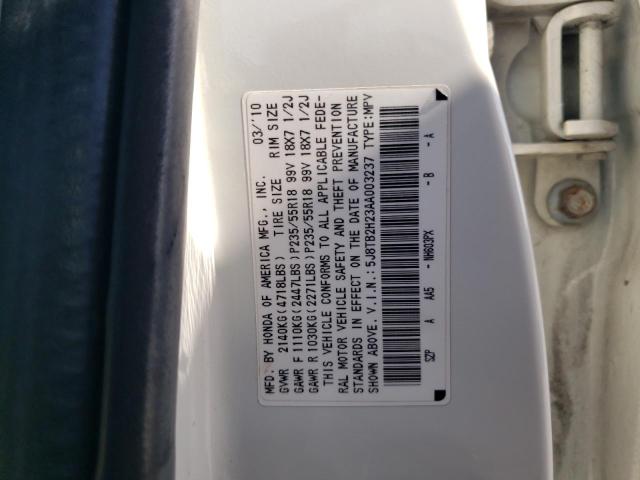 MFD. BY HONDA OF AMERICA MFG., INC. 03/'10
GVWR 2140KG(4718LBS) TIRE SIZE RIM SIZE
GAWR F 1110KG(2447LBS)P235/55R18 99V 18X7 1/2J
GAWR R 1030KG(2271LBS)P235/55R18 99V 18X7 1/2J
THIS VEHICLE CONFORMS TO ALL APPLICABLE FEDE-
RAL MOTOR VEHICLE SAFETY AND THEFT PREVENTION
STANDARDS IN EFFECT ON THE DATE OF MANUFACTURE
SHOWN ABOVE. V.I.N.: 5J8TB2H23AA003237 TYPE: MPV
SZP A AA5 - NH603PX - B - A